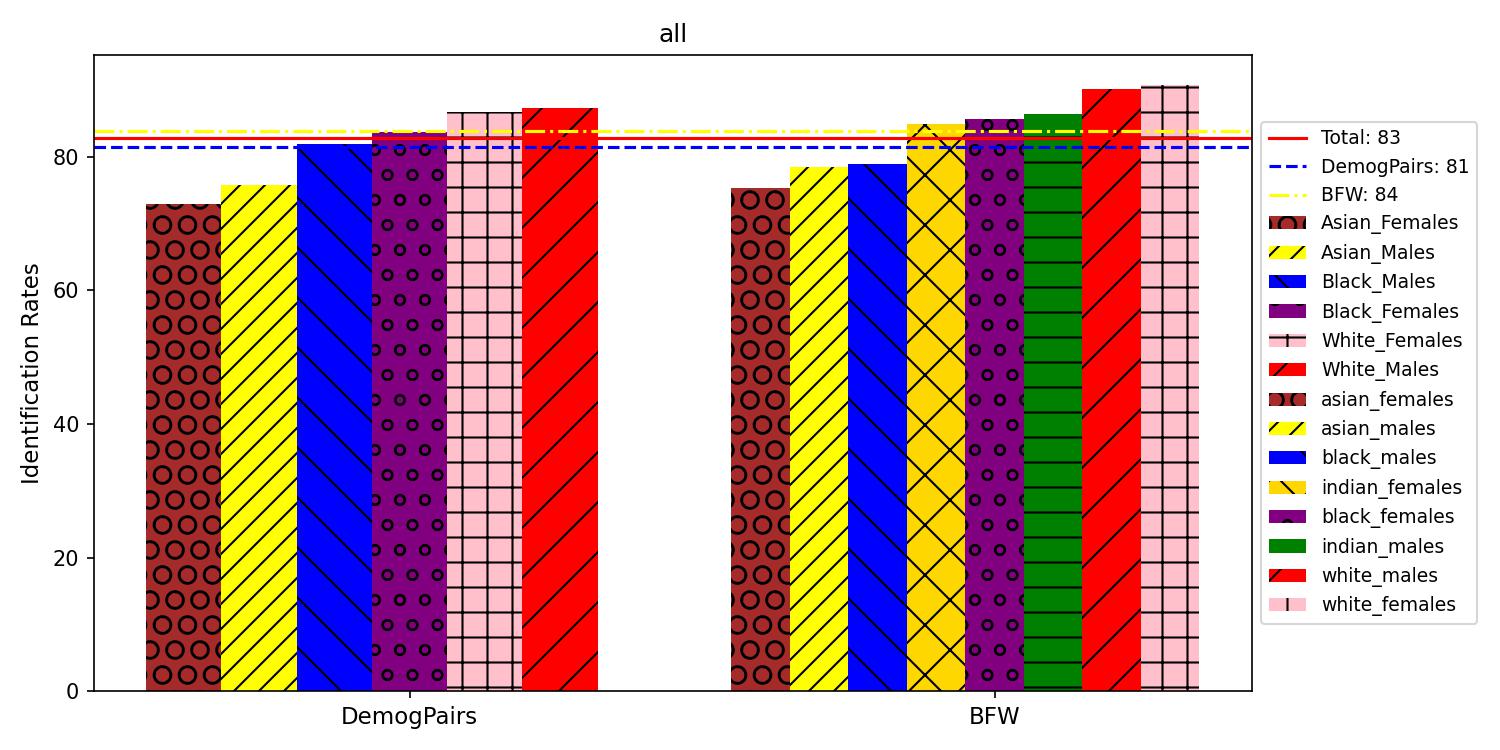 all
Identification Rates
80
60
40
20
0
DemogPairs
BFW
Total: 83
DemogPairs: 81
BFW: 84
Asian_Females
Asian_Males
Black_Males
Black_Females
White_Females
White_Males
asian_females
asian_males
black_males
indian_females
black_females
indian_males
white_males
white_females